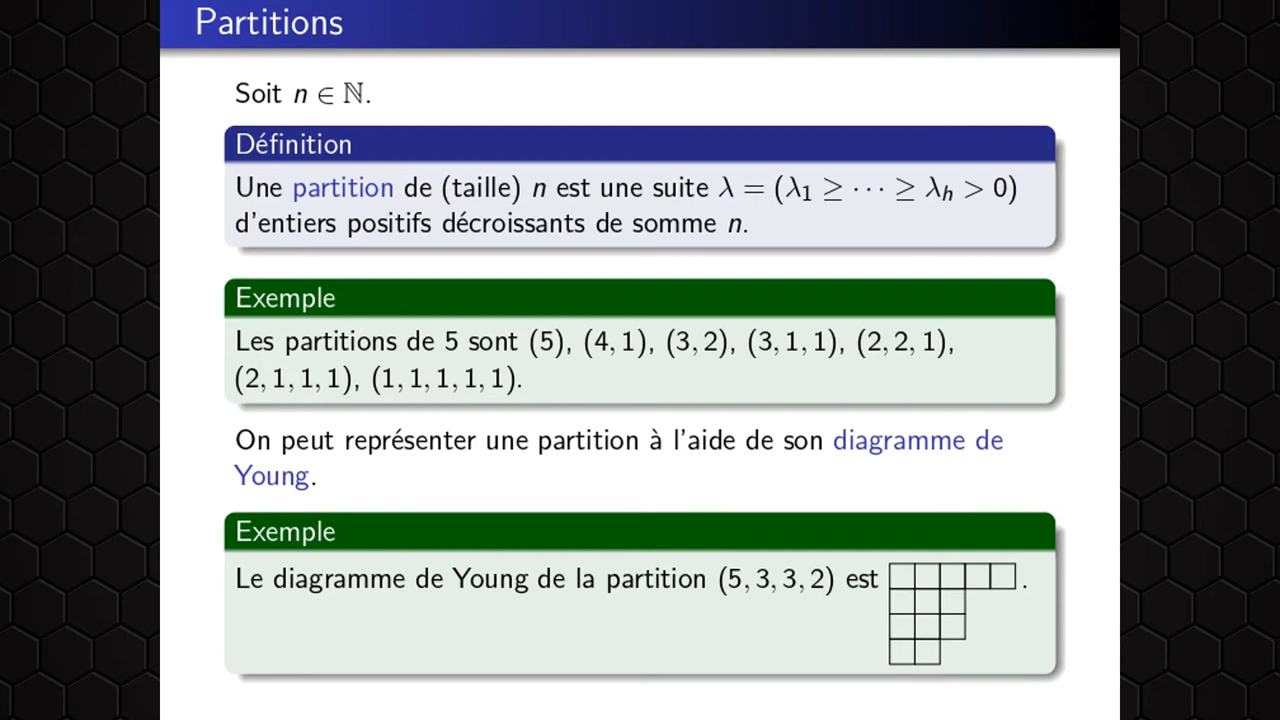 Partitions
Soit n ∈ ℕ.
Définition
Une partition de (taille) n est une suite λ = (λ₁ ≥ ⋯ ≥ λₕ > 0)
d'entiers positifs décroissants de somme n.
Exemple
Les partitions de 5 sont (5), (4, 1), (3, 2), (3, 1, 1), (2, 2, 1),
(2, 1, 1, 1), (1, 1, 1, 1, 1).
On peut représenter une partition à l'aide de son diagramme de
Young.
Exemple
Le diagramme de Young de la partition (5, 3, 3, 2) est .